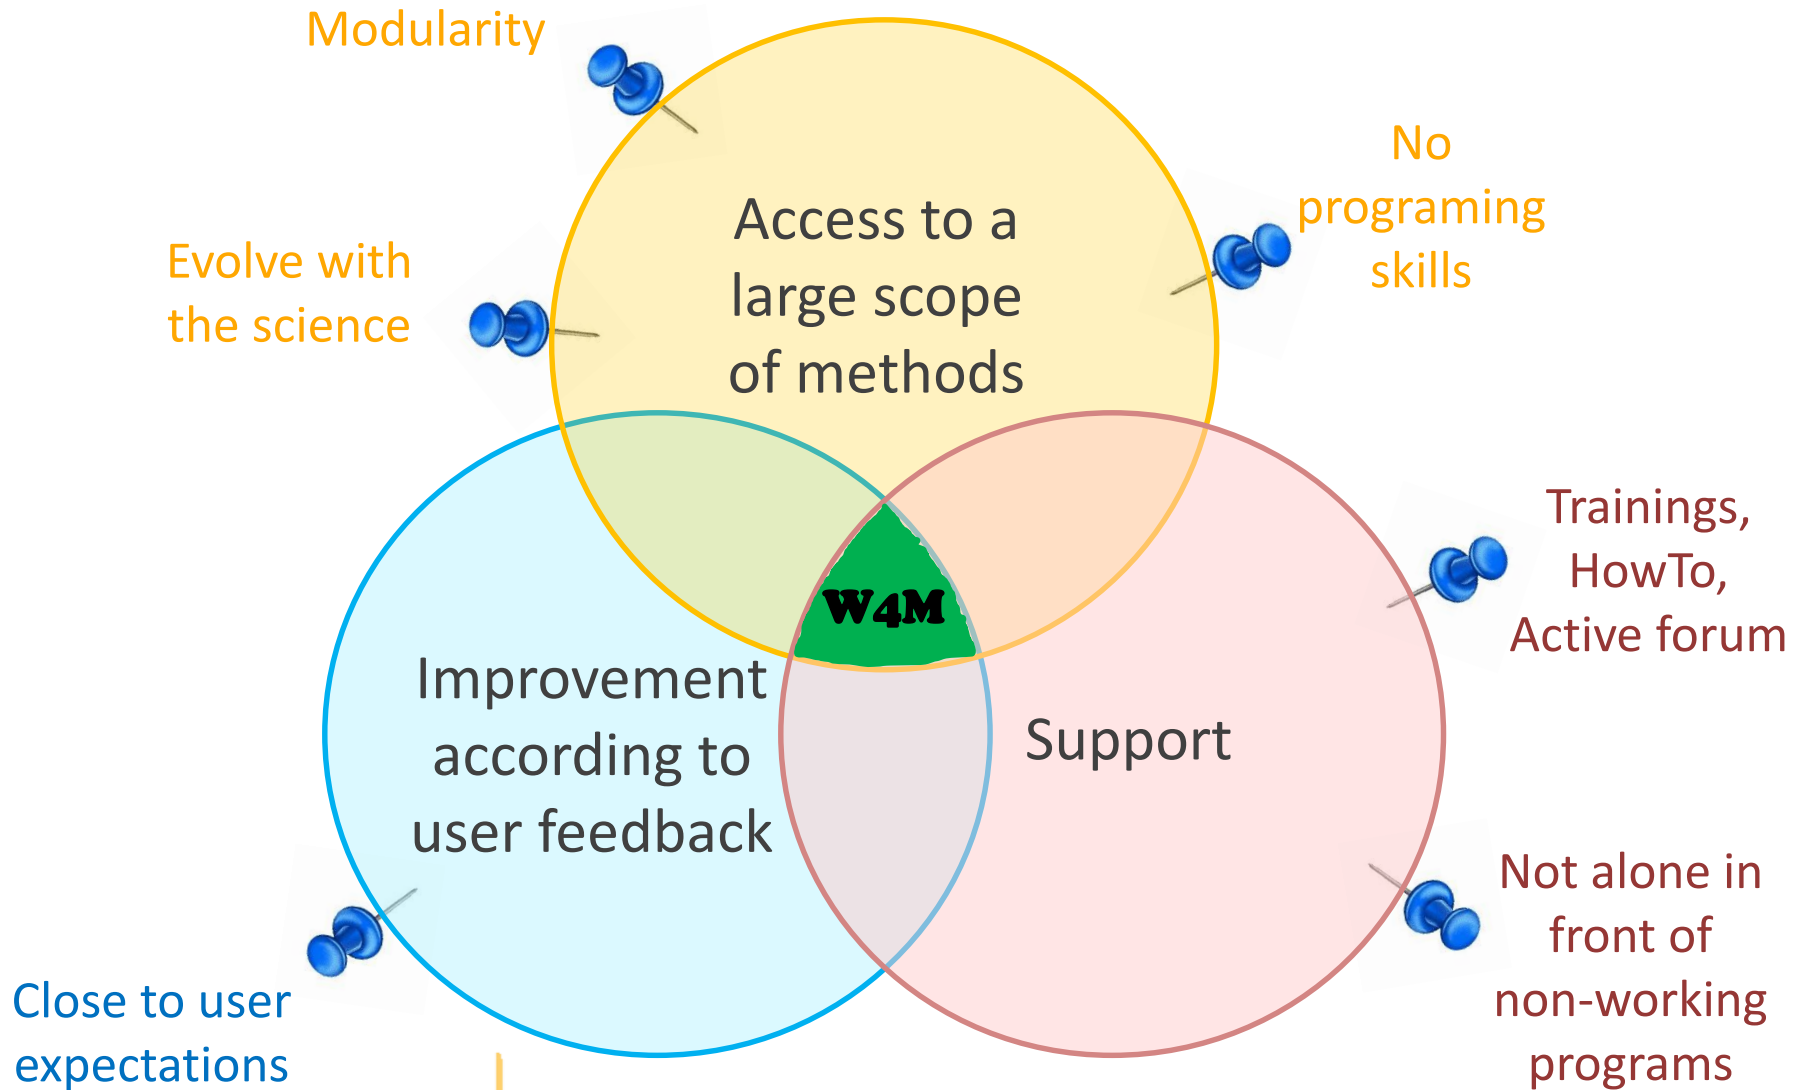 Modularity
No
programing
skills
Access to a
large scope
of methods
Evolve with
the science
Trainings,
HowTo,
Active forum
W4M
Improvement
according to
user feedback
Support
Not alone in
front of
non-working
programs
Close to user
expectations